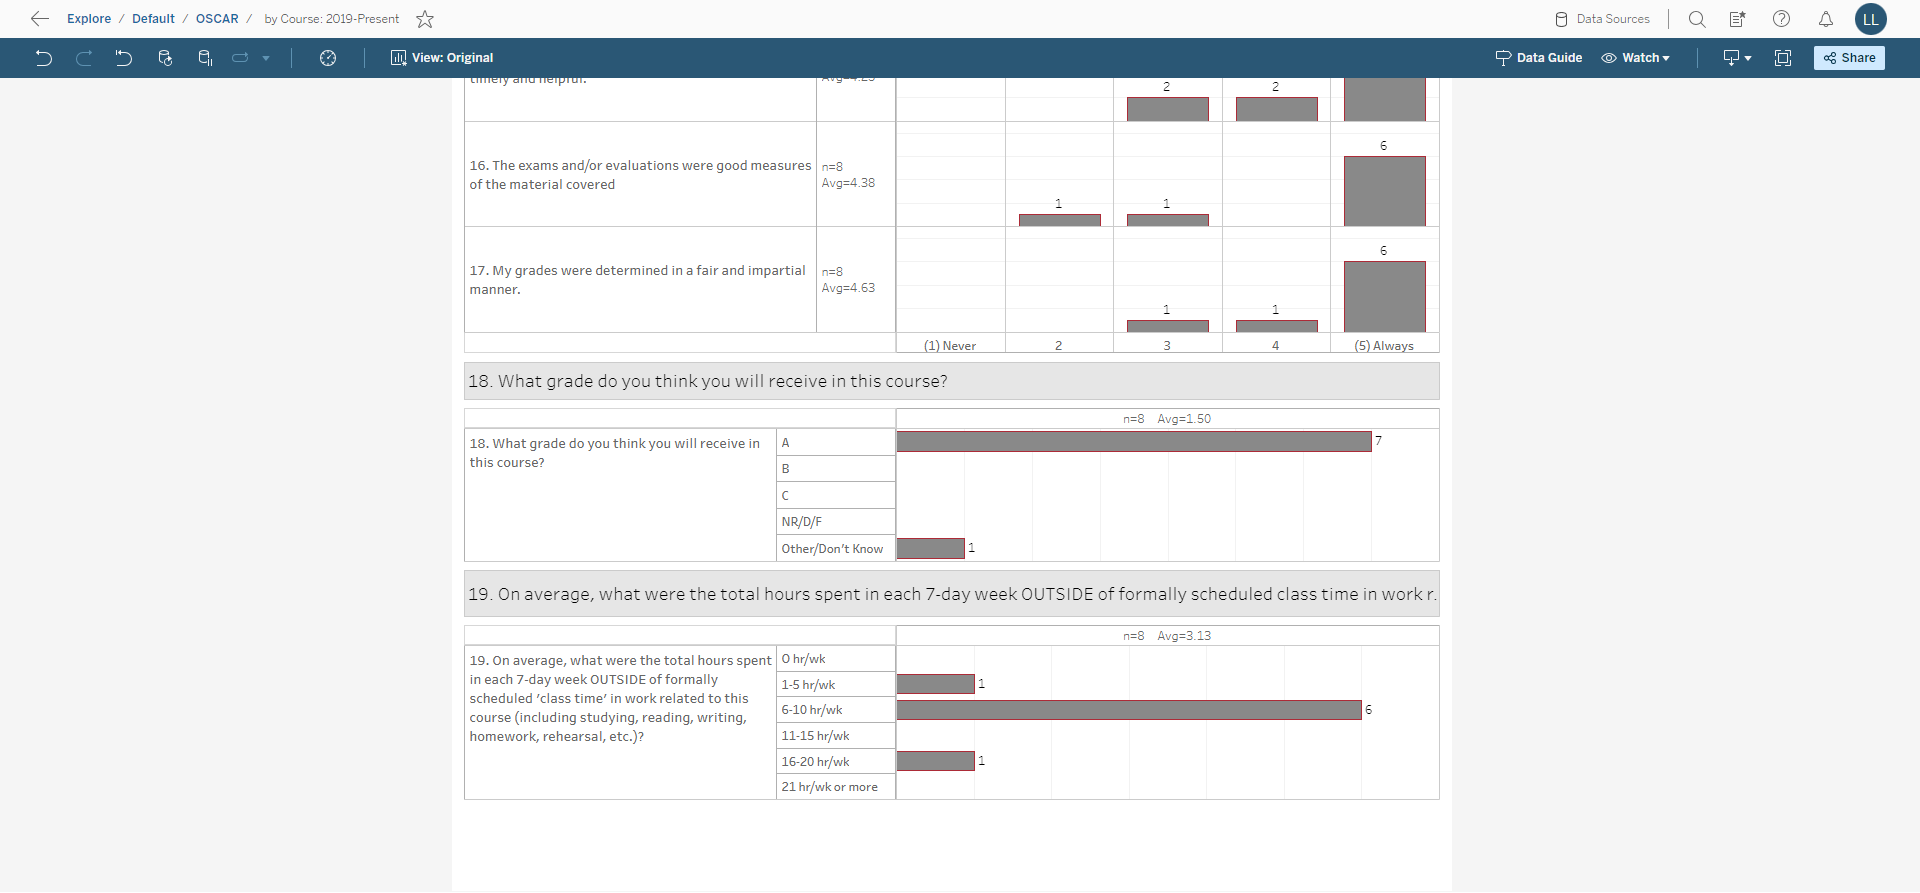 Explore / Default / OSCAR / by Course: 2019-Present
Data Sources
LL
View: Original
Data Guide
Watch
Share
timely and helpful.
Avg=4.25
2
2
16. The exams and/or evaluations were good measures
of the material covered
n=8
Avg=4.38
1
1
6
17. My grades were determined in a fair and impartial
manner.
n=8
Avg=4.63
1
1
6
(1) Never
2
3
4
(5) Always
18. What grade do you think you will receive in this course?
n=8 Avg=1.50
18. What grade do you think you will receive in
this course?
A
7
B
C
NR/D/F
Other/Don't Know
1
19. On average, what were the total hours spent in each 7-day week OUTSIDE of formally scheduled class time in work r.
n=8 Avg=3.13
19. On average, what were the total hours spent
in each 7-day week OUTSIDE of formally
scheduled ‘class time’ in work related to this
course (including studying, reading, writing,
homework, rehearsal, etc.)?
0 hr/wk
1-5 hr/wk
1
6-10 hr/wk
6
11-15 hr/wk
16-20 hr/wk
1
21 hr/wk or more